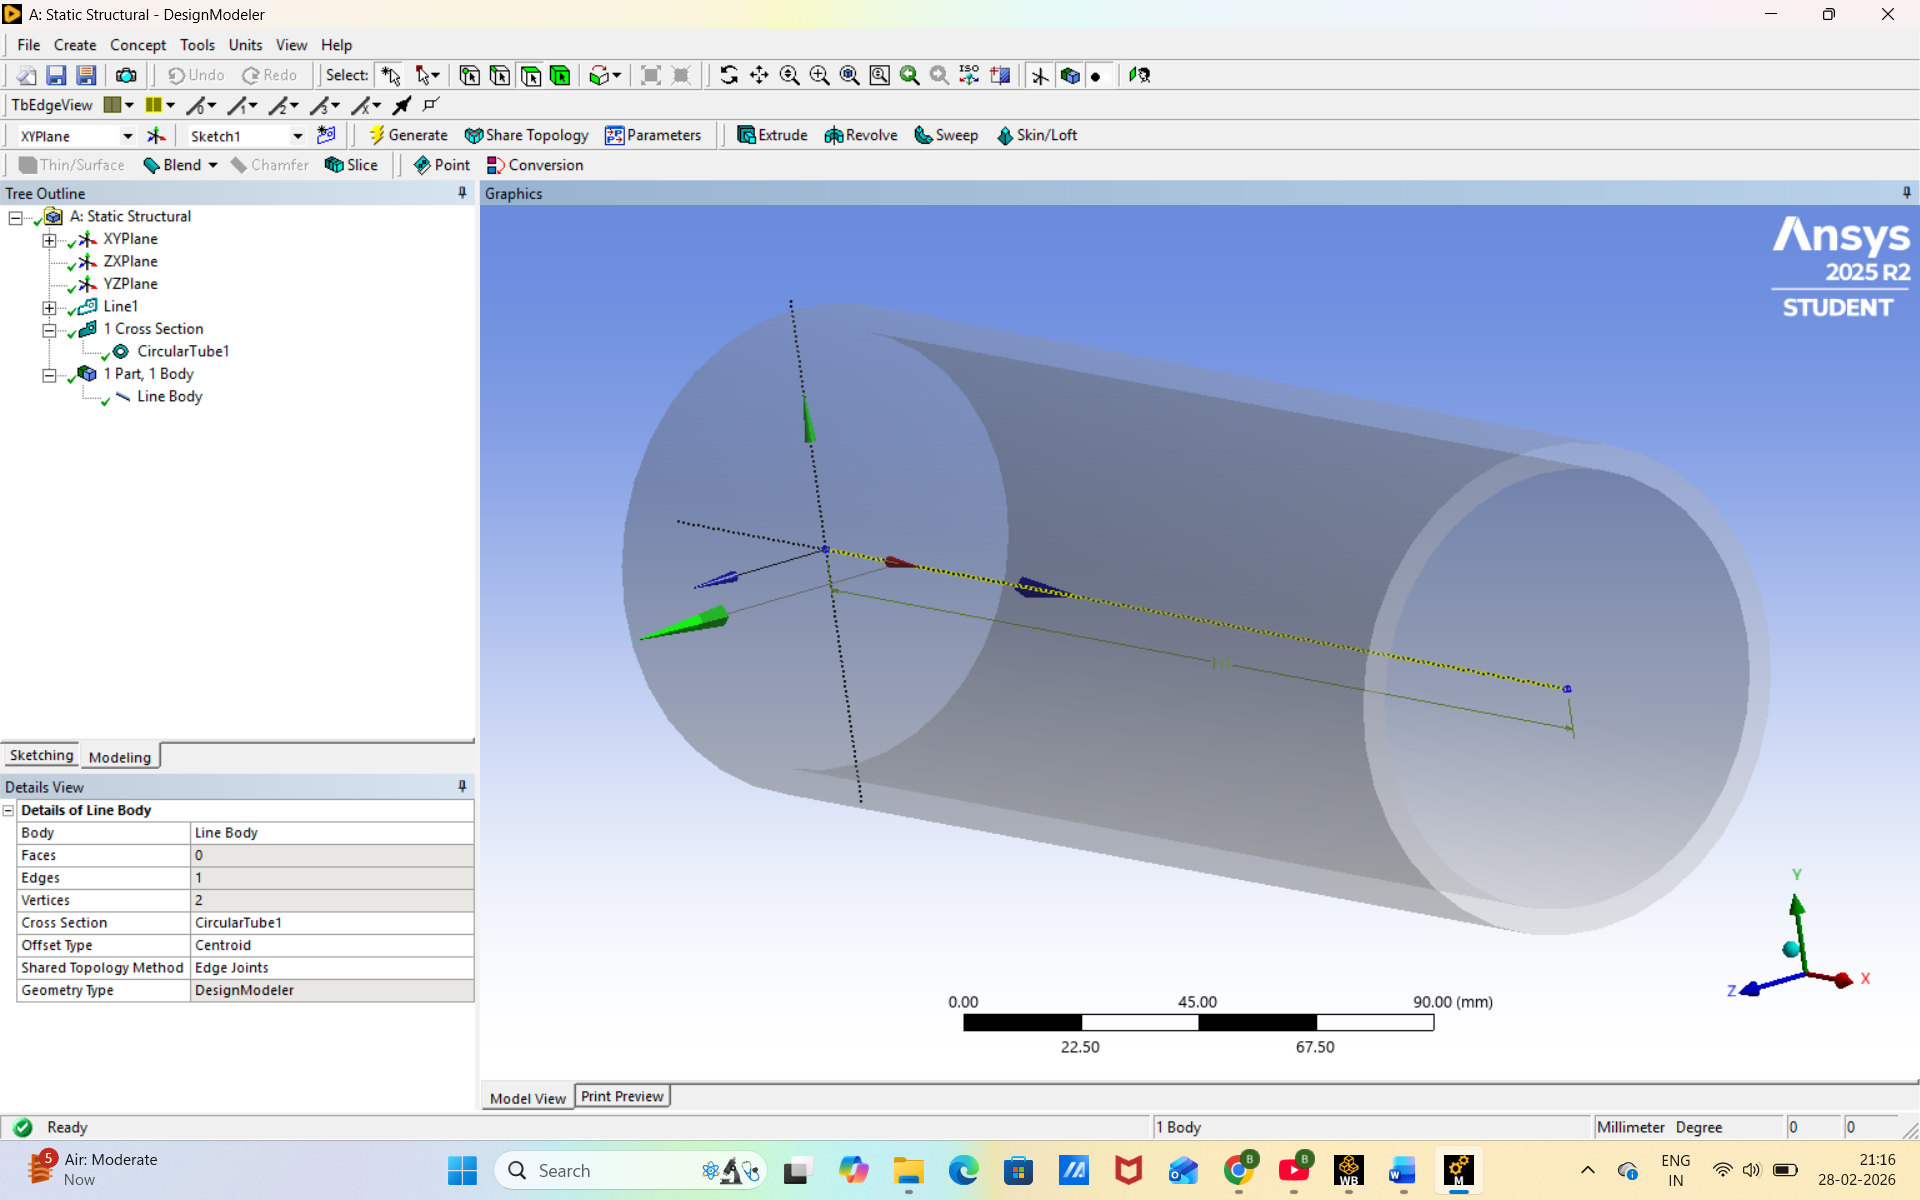 A: Static Structural - DesignModeler
File Create Concept Tools Units View Help
Undo Redo Select: ISO
TbEdgeView
XYPlane Sketch1 Generate Share Topology Parameters Extrude Revolve Sweep Skin/Loft
Thin/Surface Blend Chamfer Slice Point Conversion
Tree Outline
A: Static Structural
XYPlane
ZXPlane
YZPlane
Line1
1 Cross Section
CircularTube1
1 Part, 1 Body
Line Body
Sketching Modeling
Details View
Details of Line Body
Body Line Body
Faces 0
Edges 1
Vertices 2
Cross Section CircularTube1
Offset Type Centroid
Shared Topology Method Edge Joints
Geometry Type DesignModeler
Graphics
Ansys
2025 R2
STUDENT
Y
Z X
0.00 45.00 90.00 (mm)
22.50 67.50
Model View Print Preview
Ready 1 Body Millimeter Degree 0 0
5 Air: Moderate
Now
Search
B B WB W M
ENG
IN
21:16
28-02-2026